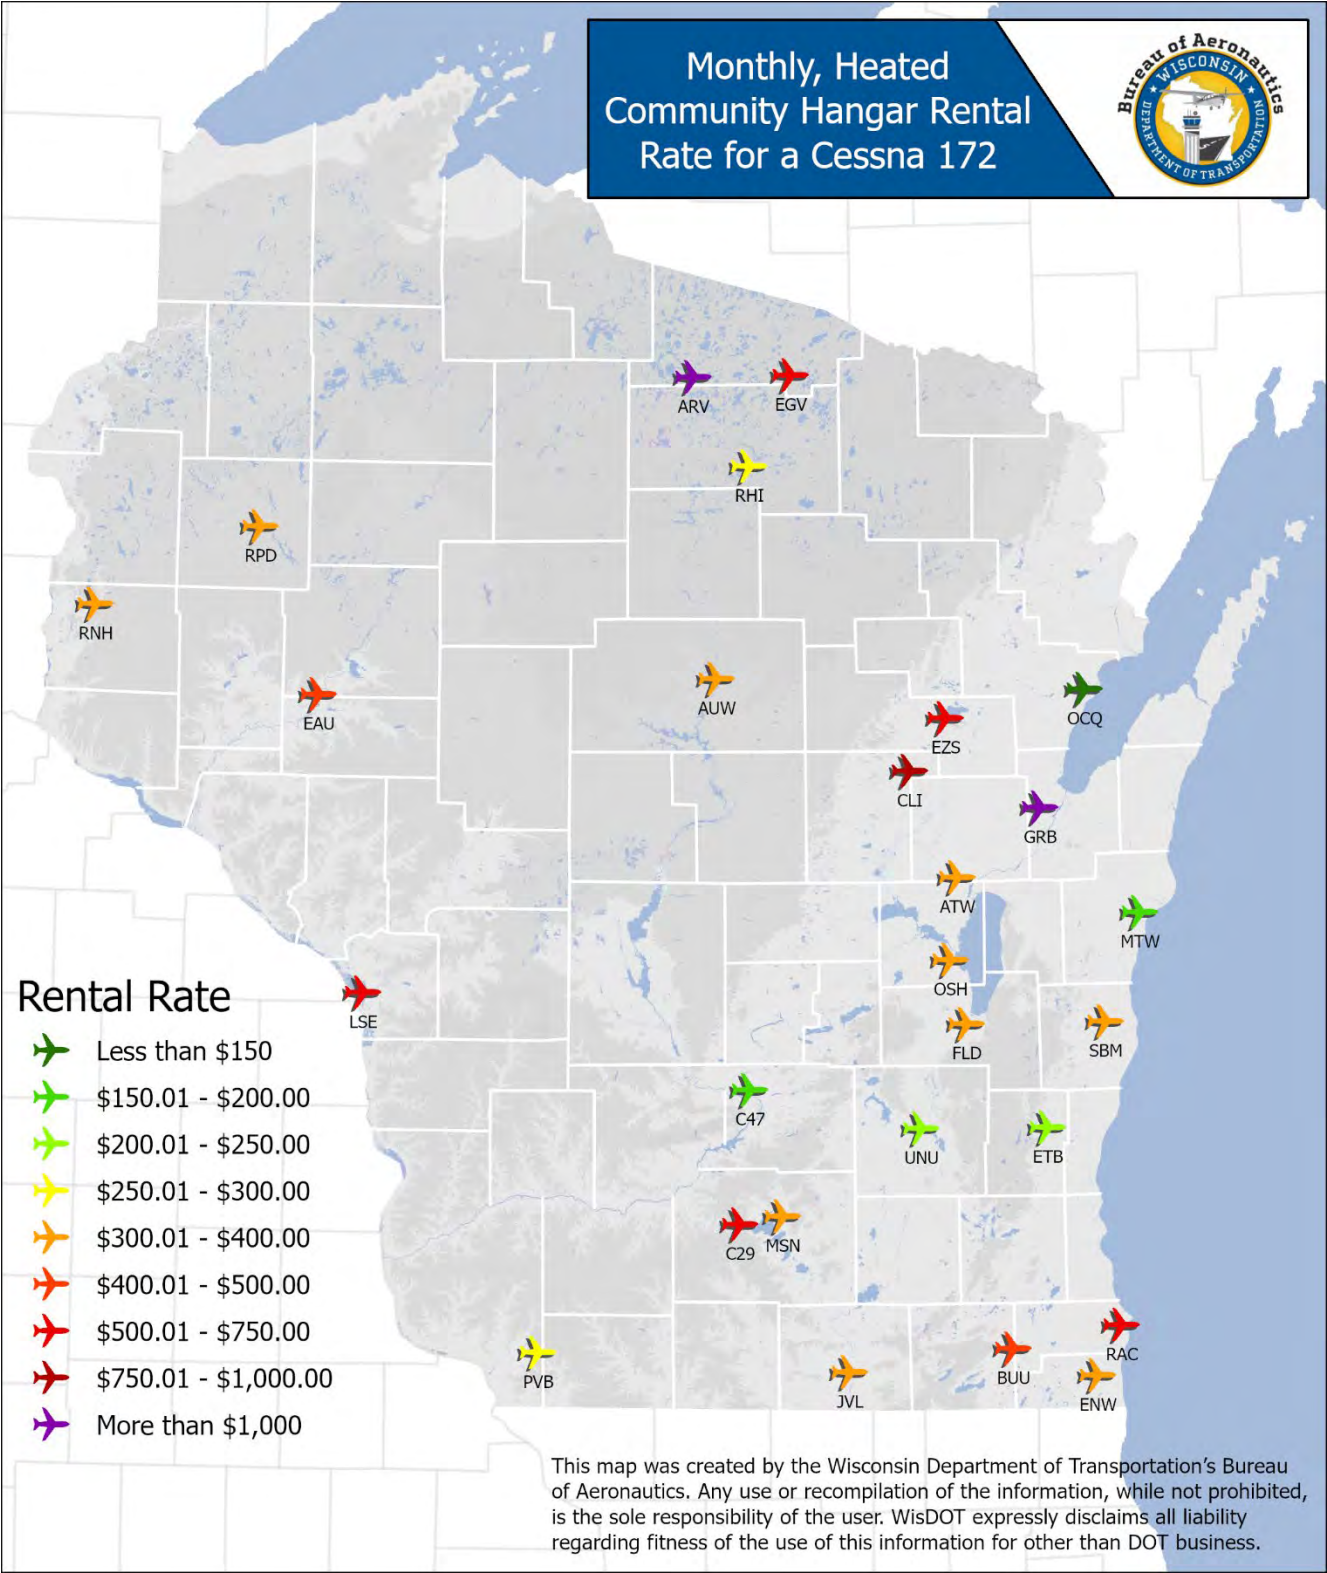 Monthly, Heated
Community Hangar Rental
Rate for a Cessna 172
Bureau of Aeronautics
WISCONSIN
DEPARTMENT OF TRANSPORTATION
ARV
EGV
RHI
RPD
RNH
EAU
AUW
OCQ
EZS
CLI
GRB
ATW
MTW
OSH
LSE
FLD
SBM
C47
UNU
ETB
C29
MSN
PVB
JVL
BUU
RAC
ENW
Rental Rate
Less than $150
$150.01 - $200.00
$200.01 - $250.00
$250.01 - $300.00
$300.01 - $400.00
$400.01 - $500.00
$500.01 - $750.00
$750.01 - $1,000.00
More than $1,000
This map was created by the Wisconsin Department of Transportation's Bureau
of Aeronautics. Any use or recompilation of the information, while not prohibited,
is the sole responsibility of the user. WisDOT expressly disclaims all liability
regarding fitness of the use of this information for other than DOT business.